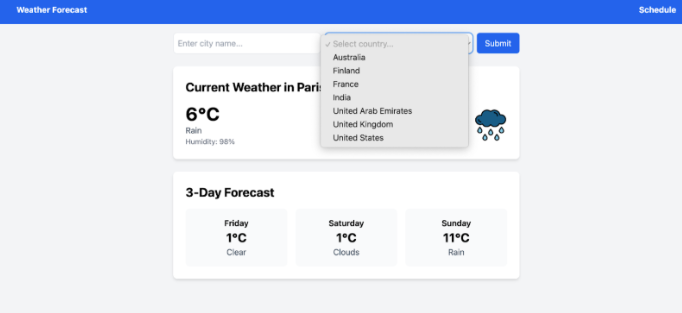 Weather Forecast
Schedule
Enter city name...
✓ Select country...
Submit
Australia
Finland
France
India
United Arab Emirates
United Kingdom
United States
Current Weather in Pari
6°C
Rain
Humidity: 98%
3-Day Forecast
Friday
1°C
Clear
Saturday
1°C
Clouds
Sunday
11°C
Rain